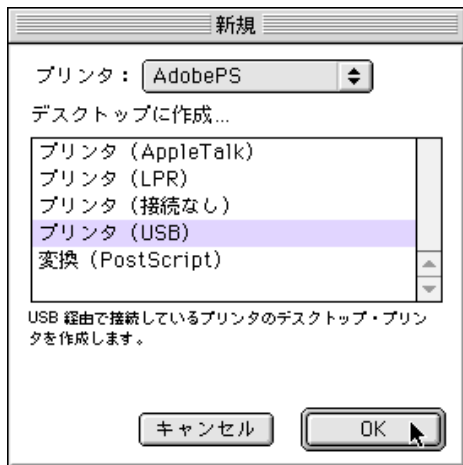 新規
プリンタ： AdobePS
デスクトップに作成...
プリンタ（AppleTalk）
プリンタ（LPR）
プリンタ（接続なし）
プリンタ（USB）
変換（PostScript）
USB 経由で接続しているプリンタのデスクトップ・プリン
タを作成します。
キャンセル OK